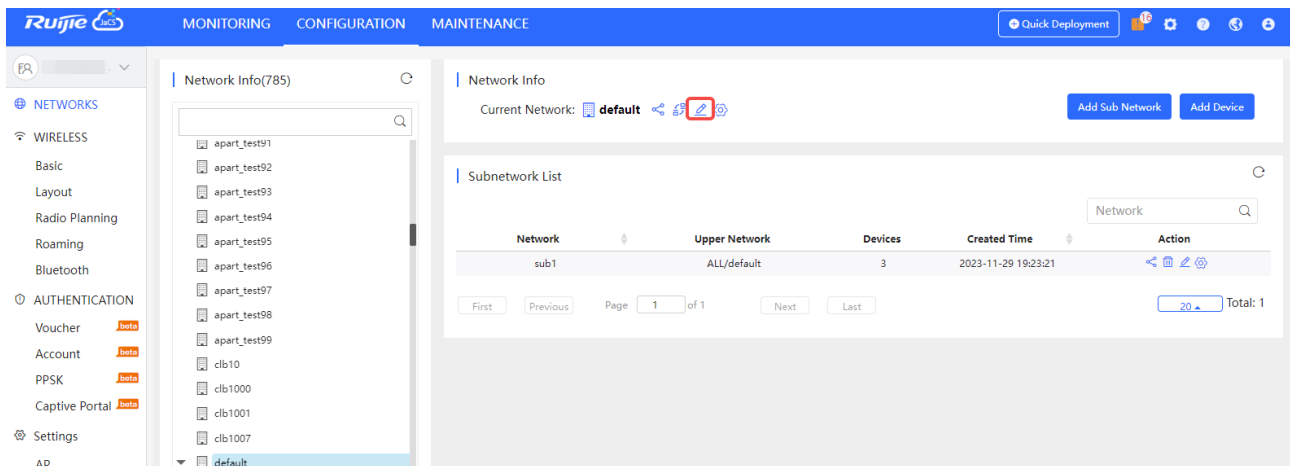 Ruijie JaCS MONITORING CONFIGURATION MAINTENANCE Quick Deployment 16
NETWORKS
WIRELESS
Basic
Layout
Radio Planning
Roaming
Bluetooth
AUTHENTICATION
Voucher beta
Account beta
PPSK beta
Captive Portal beta
Settings
AP
Network Info(785)
apart_test91
apart_test92
apart_test93
apart_test94
apart_test95
apart_test96
apart_test97
apart_test98
apart_test99
clb10
clb1000
clb1001
clb1007
default
Network Info
Current Network: default
Add Sub Network Add Device
Subnetwork List
Network
Network Upper Network Devices Created Time Action
sub1 ALL/default 3 2023-11-29 19:23:21
First Previous Page 1 of 1 Next Last 20 Total: 1